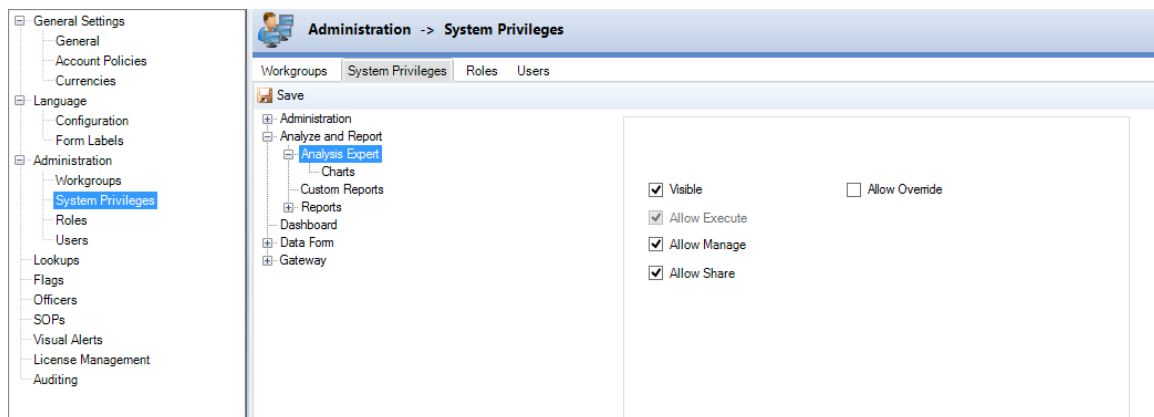 General Settings
General
Account Policies
Currencies
Language
Configuration
Form Labels
Administration
Workgroups
System Privileges
Roles
Users
Lookups
Flags
Officers
SOPs
Visual Alerts
License Management
Auditing
Administration -> System Privileges
Workgroups System Privileges Roles Users
Save
Administration
Analyze and Report
Analysis Expert
Charts
Custom Reports
Reports
Dashboard
Data Form
Gateway
Visible Allow Override
Allow Execute
Allow Manage
Allow Share